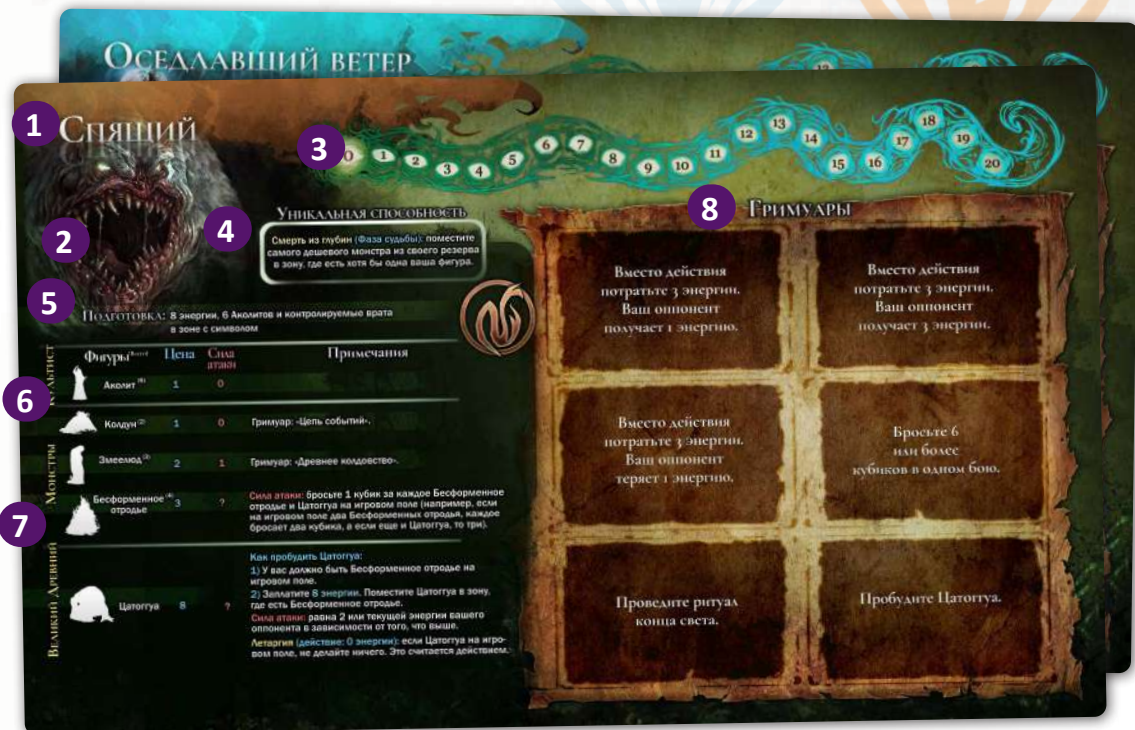 Оседлавший ветер
12
1
Спящий
3
0 1 2 3 4 5 6 7 8 9 10 11 12 13 14 15 16 17 18 19 20
2
4
Уникальная способность
Смерть из глубин (Фаза судьбы): поместите
самого дешевого монстра из своего резерва
в зону, где есть хотя бы одна ваша фигура.
5
Подготовка: 8 энергии, 6 Аколитов и контролируемые врата
в зоне с символом
Фигуры Цена Сила
атаки
Примечания
Культист
Аколит (6) 1 0
6
Монстры
Колдун (2) 1 0 Гримуар: «Цепь событий».
Змеелюд (3) 2 1 Гримуар: «Древнее колдовство».
7
Бесформенное (4)
отродье
3 ?
Сила атаки: бросьте 1 кубик за каждое Бесформенное
отродье и Цатоггуа на игровом поле (например, если
на игровом поле два Бесформенных отродья, каждое
бросает два кубика, а если еще и Цатоггуа, то три).
Великий Древний
Цатоггуа 8 ?
Как пробудить Цатоггуа:
1) У вас должно быть Бесформенное отродье на
игровом поле.
2) Заплатите 8 энергии. Поместите Цатоггуа в зону,
где есть Бесформенное отродье.
Сила атаки: равна 2 или текущей энергии вашего
оппонента в зависимости от того, что выше.
Летаргия (действие: 0 энергии): если Цатоггуа на игро-
вом поле, не делайте ничего. Это считается действием.
8
Гримуары
Вместо действия
потратьте 3 энергии.
Ваш оппонент
получает 1 энергию.
Вместо действия
потратьте 3 энергии.
Ваш оппонент
получает 3 энергии.
Вместо действия
потратьте 3 энергии.
Ваш оппонент
теряет 1 энергию.
Бросьте 6
или более
кубиков в одном бою.
Проведите ритуал
конца света.
Пробудите Цатоггуа.